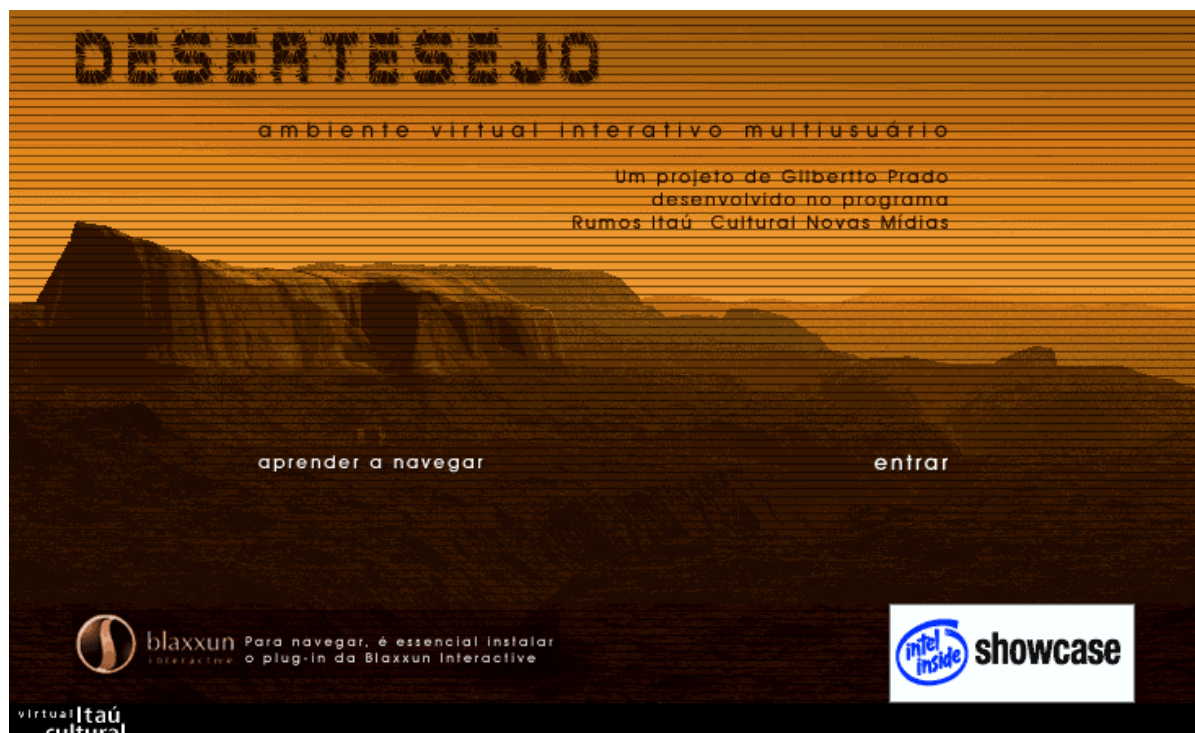 DESERTESEJO
ambiente virtual interativo multiusuário
Um projeto de Gilbertto Prado
desenvolvido no programa
Rumos Itaú Cultural Novas Mídias
aprender a navegar
entrar
blaxxun
interactive
Para navegar, é essencial instalar
o plug-in da Blaxxun Interactive
intel
inside
showcase
virtual Itaú
cultural